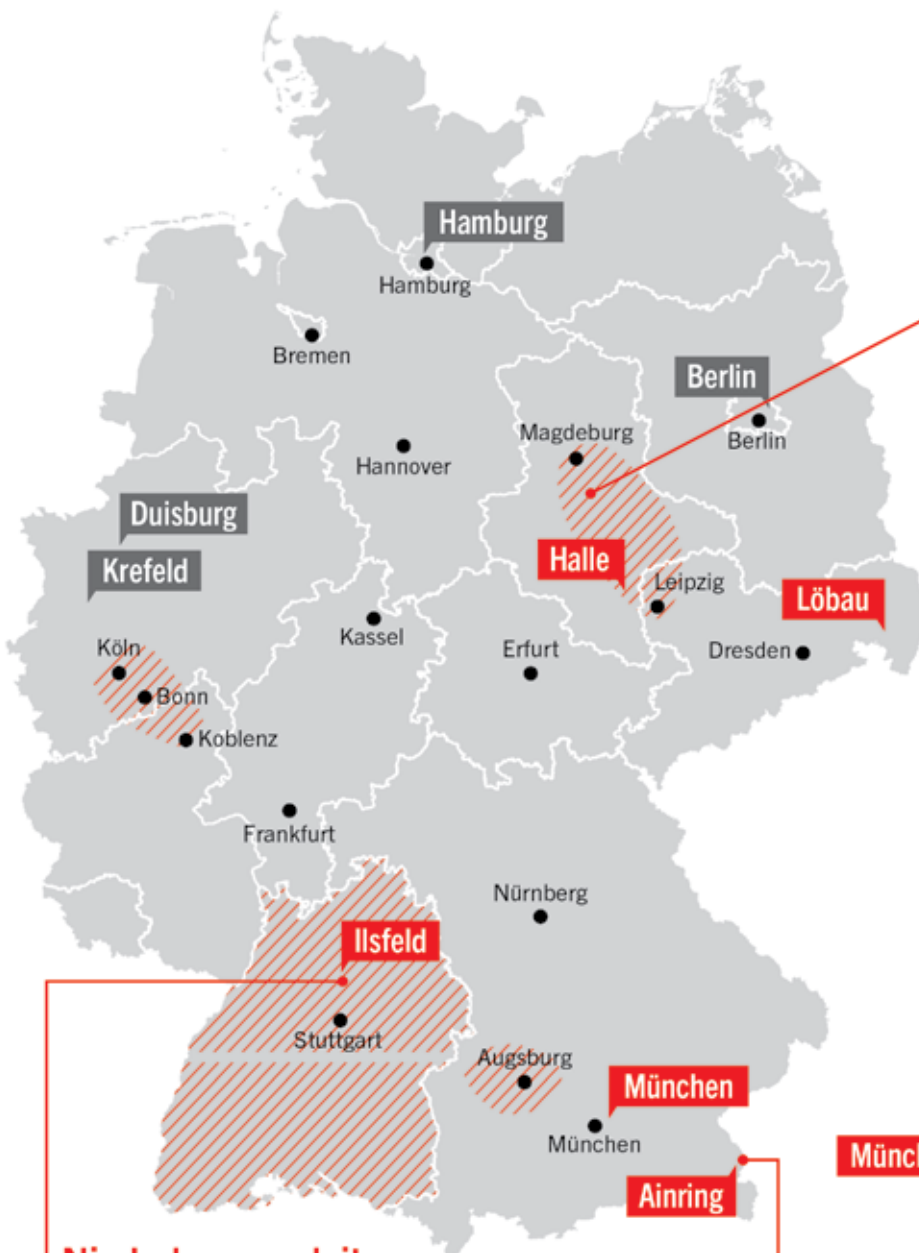 Hamburg
Hamburg
Bremen
Berlin
Berlin
Magdeburg
Hannover
Duisburg
Halle
Krefeld
Leipzig
Löbau
Kassel
Köln
Erfurt
Dresden
Bonn
Koblenz
Frankfurt
Nürnberg
Ilsfeld
Stuttgart
Augsburg
München
München
Ainring